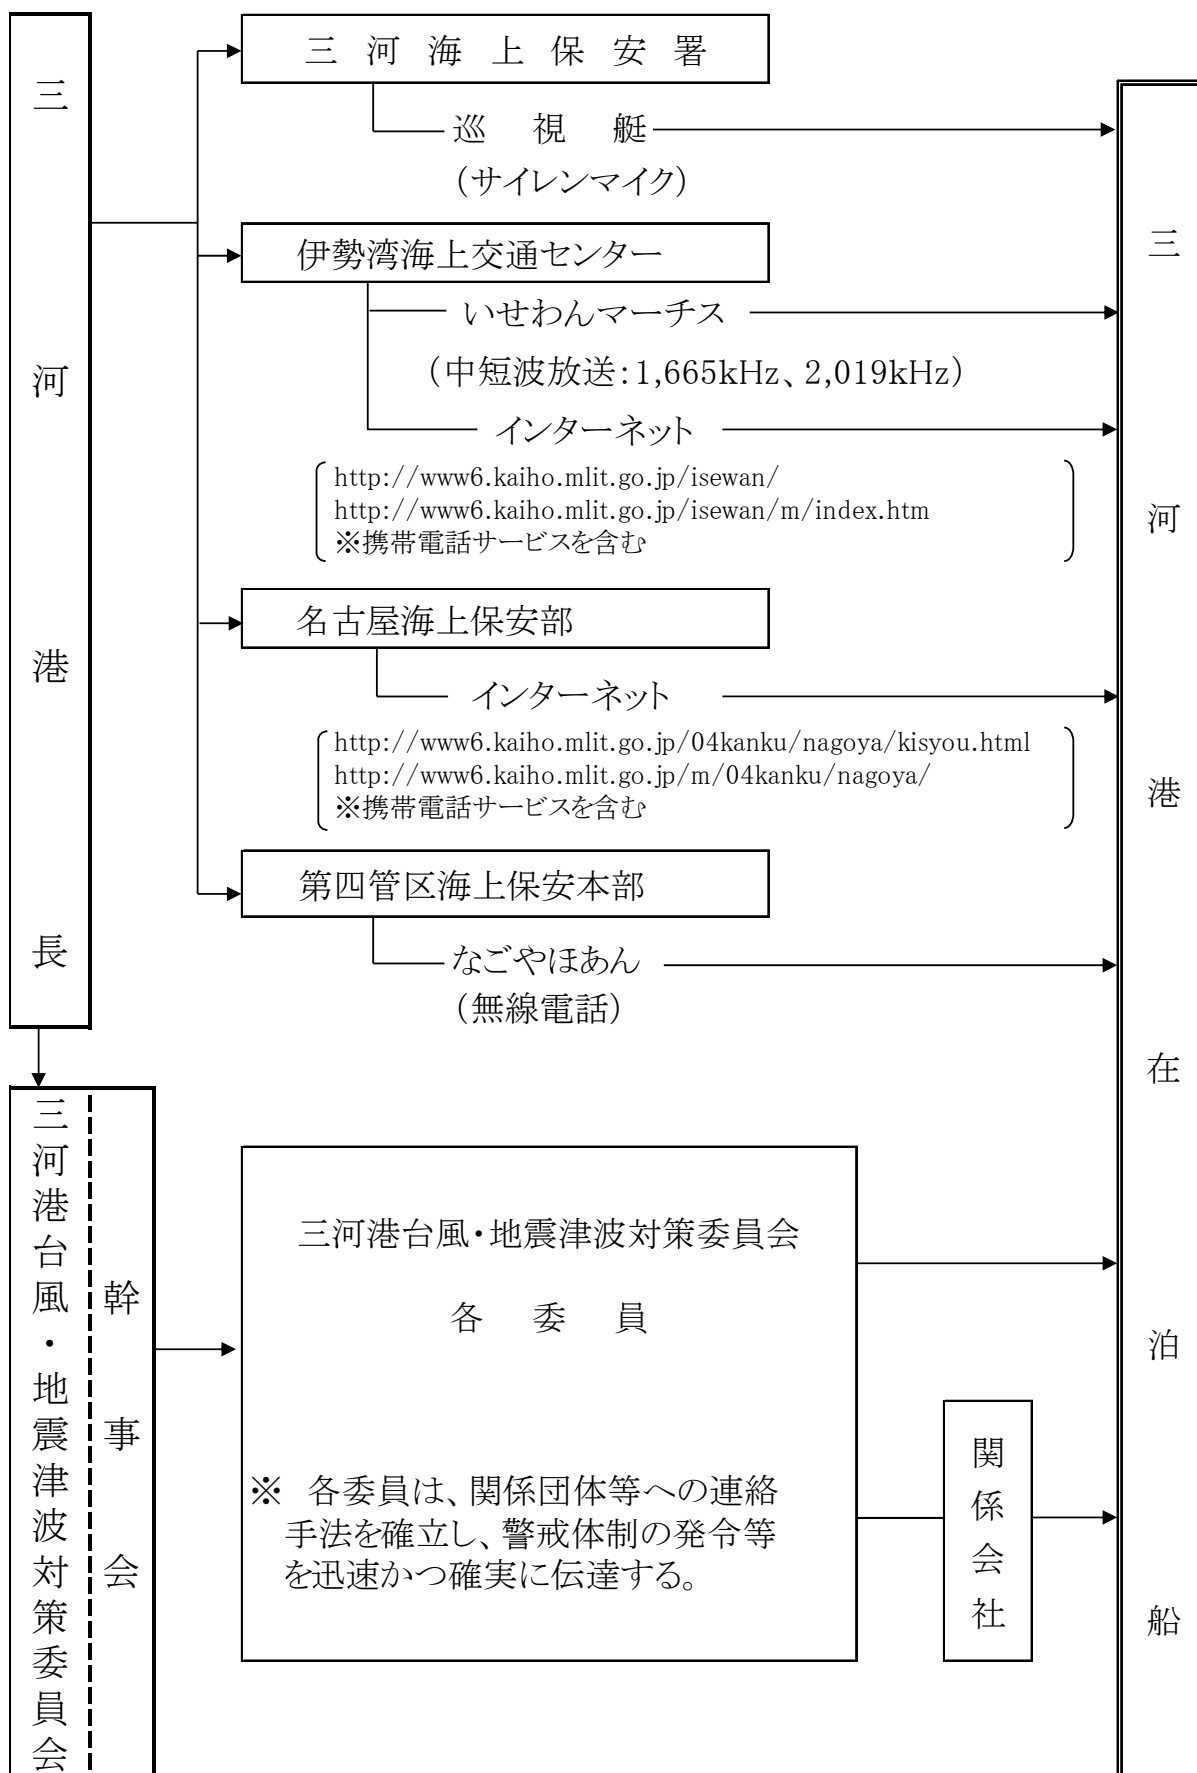 三河港長
三河海上保安署
巡視艇
（サイレンマイク）
伊勢湾海上交通センター
いせわんマーチス
（中短波放送：1,665kHz、2,019kHz）
インターネット
http://www6.kaiho.mlit.go.jp/isewan/
http://www6.kaiho.mlit.go.jp/isewan/m/index.htm
※携帯電話サービスを含む
名古屋海上保安部
インターネット
http://www6.kaiho.mlit.go.jp/04kanku/nagoya/kisyou.html
http://www6.kaiho.mlit.go.jp/m/04kanku/nagoya/
※携帯電話サービスを含む
第四管区海上保安本部
なごやほあん
（無線電話）
三河港台風・地震津波対策委員会
幹事会
三河港台風・地震津波対策委員会
各委員
※　各委員は、関係団体等への連絡
手法を確立し、警戒体制の発令等
を迅速かつ確実に伝達する。
関係会社
三河港在泊船